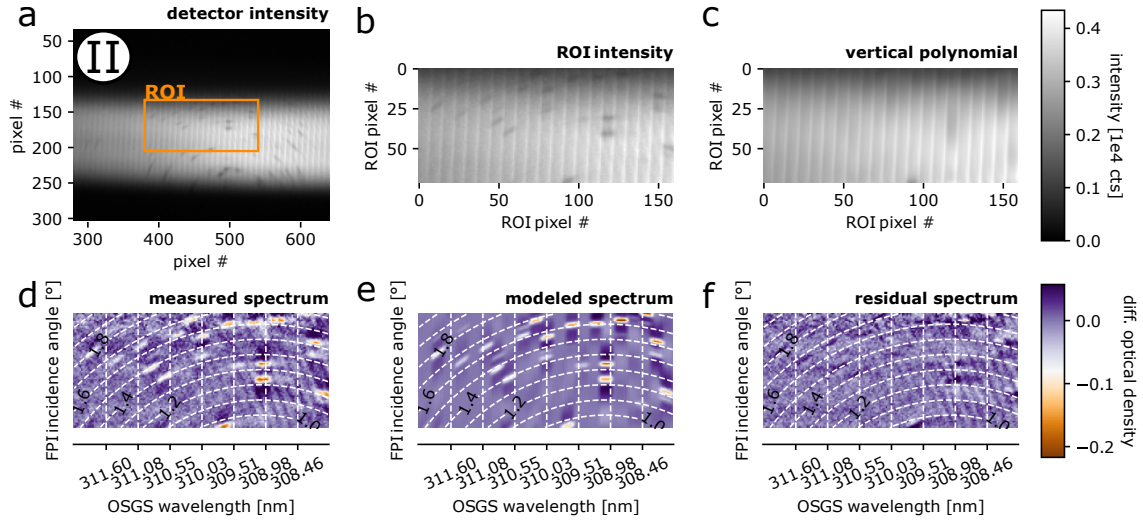 a
detector intensity
II
ROI
50
100
150
200
250
300
pixel #
300
400
500
600
pixel #
b
ROI intensity
0
25
50
ROI pixel #
0
50
100
150
ROI pixel #
c
vertical polynomial
0
25
50
ROI pixel #
0
50
100
150
ROI pixel #
0.4
0.3
0.2
0.1
0.0
intensity [1e4 cts]
d
measured spectrum
FPI incidence angle [°]
1.8
1.6
1.4
1.2
1.0
311.60
311.08
310.55
310.03
309.51
308.98
308.46
OSGS wavelength [nm]
e
modeled spectrum
FPI incidence angle [°]
1.8
1.6
1.4
1.2
1.0
311.60
311.08
310.55
310.03
309.51
308.98
308.46
OSGS wavelength [nm]
f
residual spectrum
FPI incidence angle [°]
1.8
1.6
1.4
1.2
1.0
311.60
311.08
310.55
310.03
309.51
308.98
308.46
OSGS wavelength [nm]
0.0
−0.1
−0.2
diff. optical density